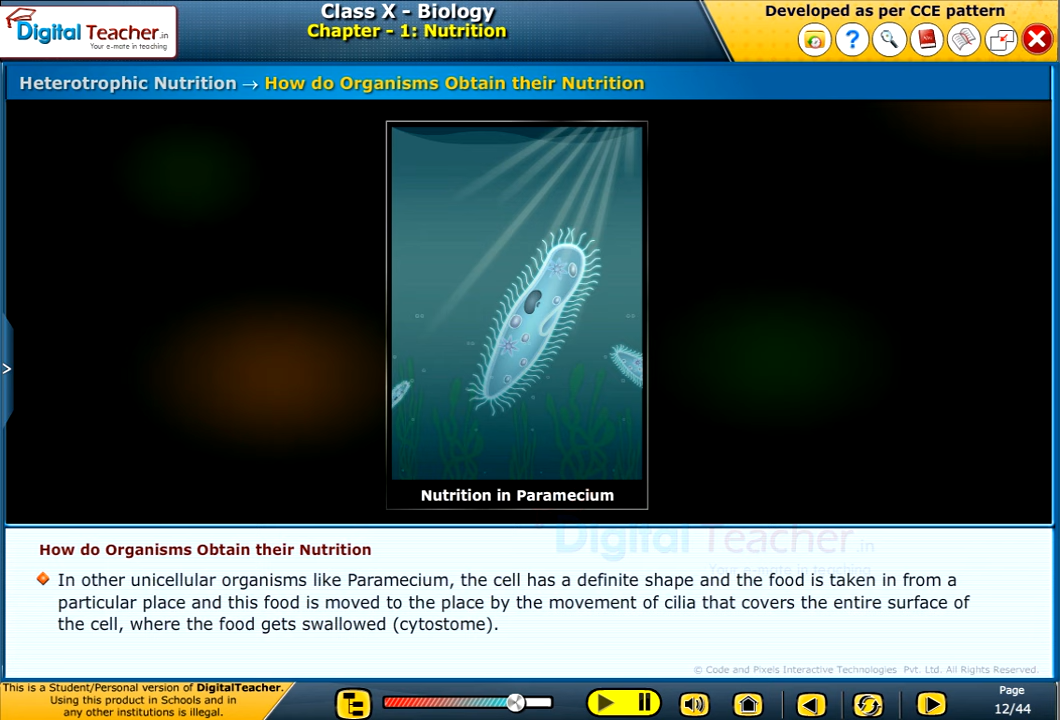 Digital Teacher.in
Your e-mate in teaching
Class X - Biology
Chapter - 1: Nutrition
Developed as per CCE pattern
?
Heterotrophic Nutrition → How do Organisms Obtain their Nutrition
>
Nutrition in Paramecium
Digital Teacher.in
Your e-mate in teaching
How do Organisms Obtain their Nutrition
In other unicellular organisms like Paramecium, the cell has a definite shape and the food is taken in from a
particular place and this food is moved to the place by the movement of cilia that covers the entire surface of
the cell, where the food gets swallowed (cytostome).
© Code and Pixels Interactive Technologies. Pvt. Ltd. All Rights Reserved.
This is a Student/Personal version of DigitalTeacher.
Using this product in Schools and in
any other institutions is illegal.
Page
12/44